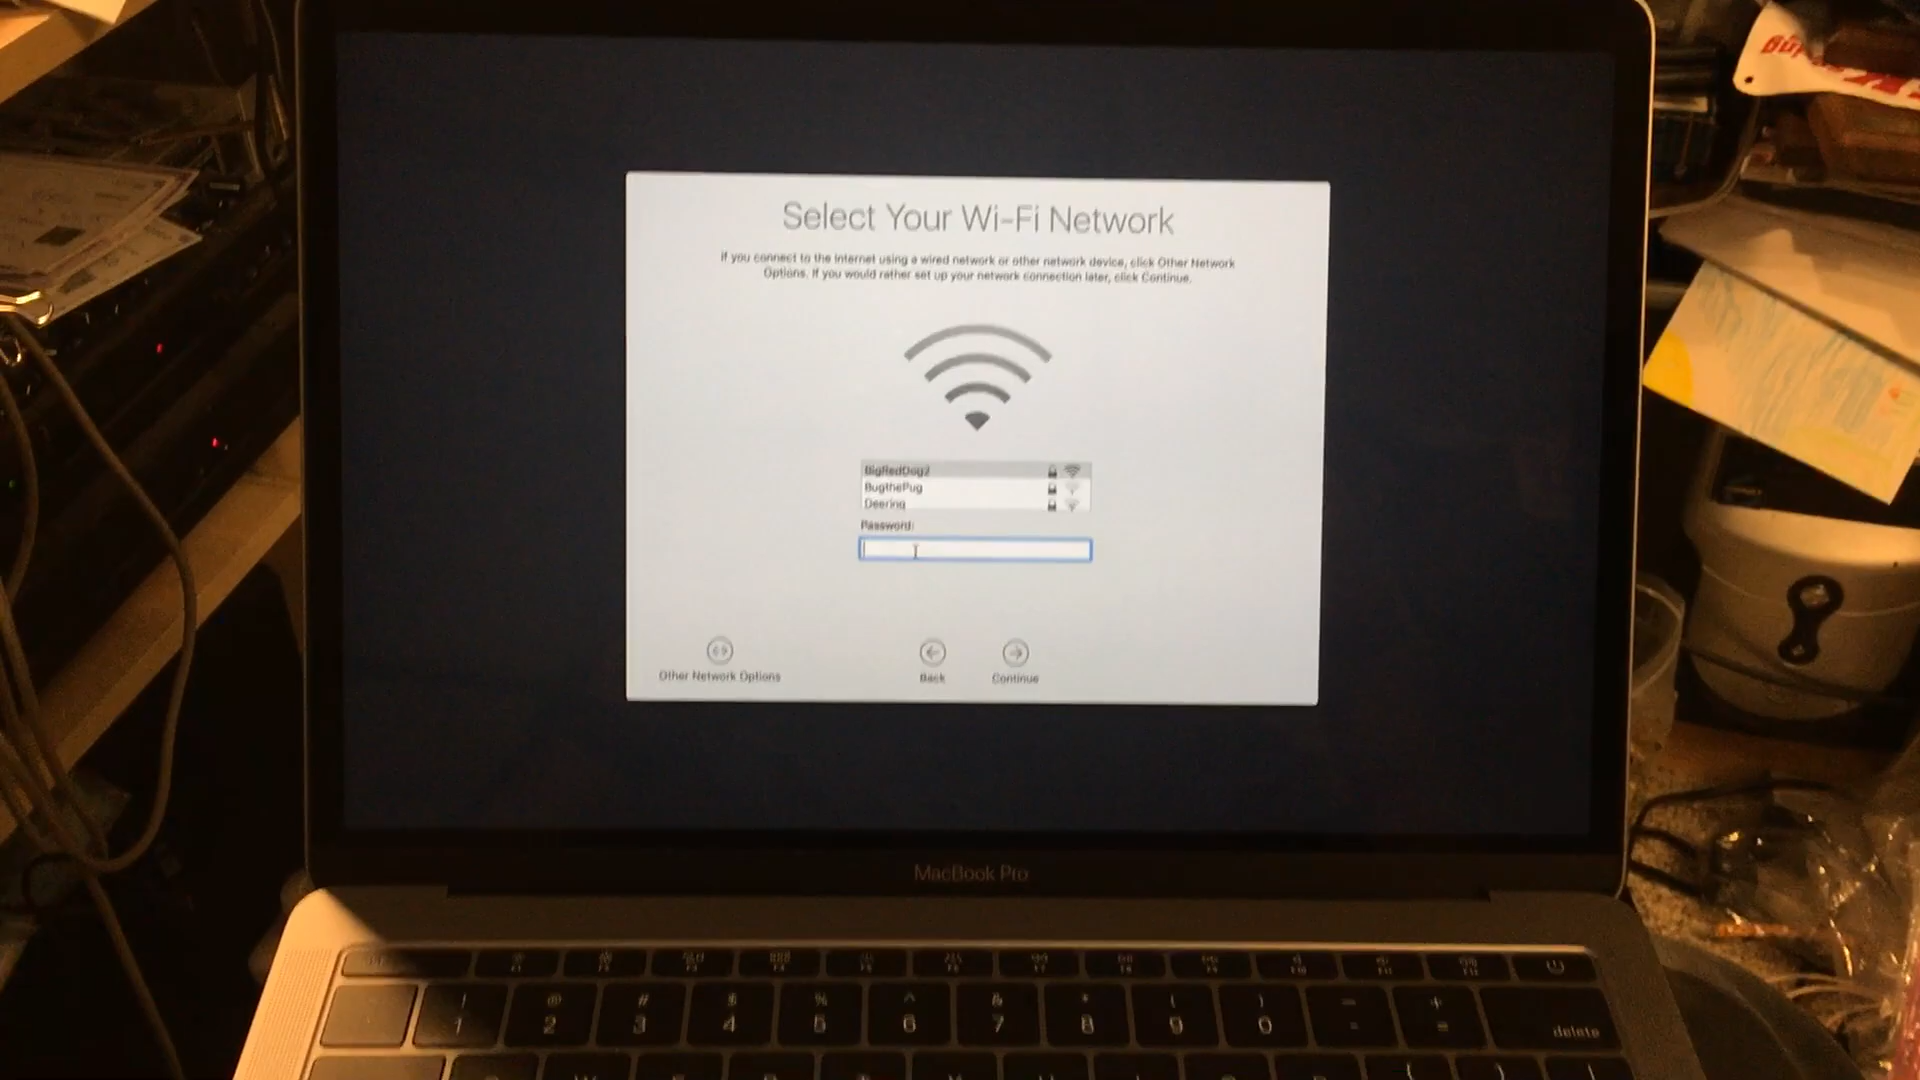 Select Your Wi-Fi Network
If you connect to the Internet using a wired network or other network device, click Other Network
Options. If you would rather set up your network connection later, click Continue.
BigRedDog2
BugthePug
Deering
Password:
Other Network Options
Back
Continue
MacBook Pro
! @ # $ % ^ & * ( ) – +
1 2 3 4 5 6 7 8 9 0 - =
delete